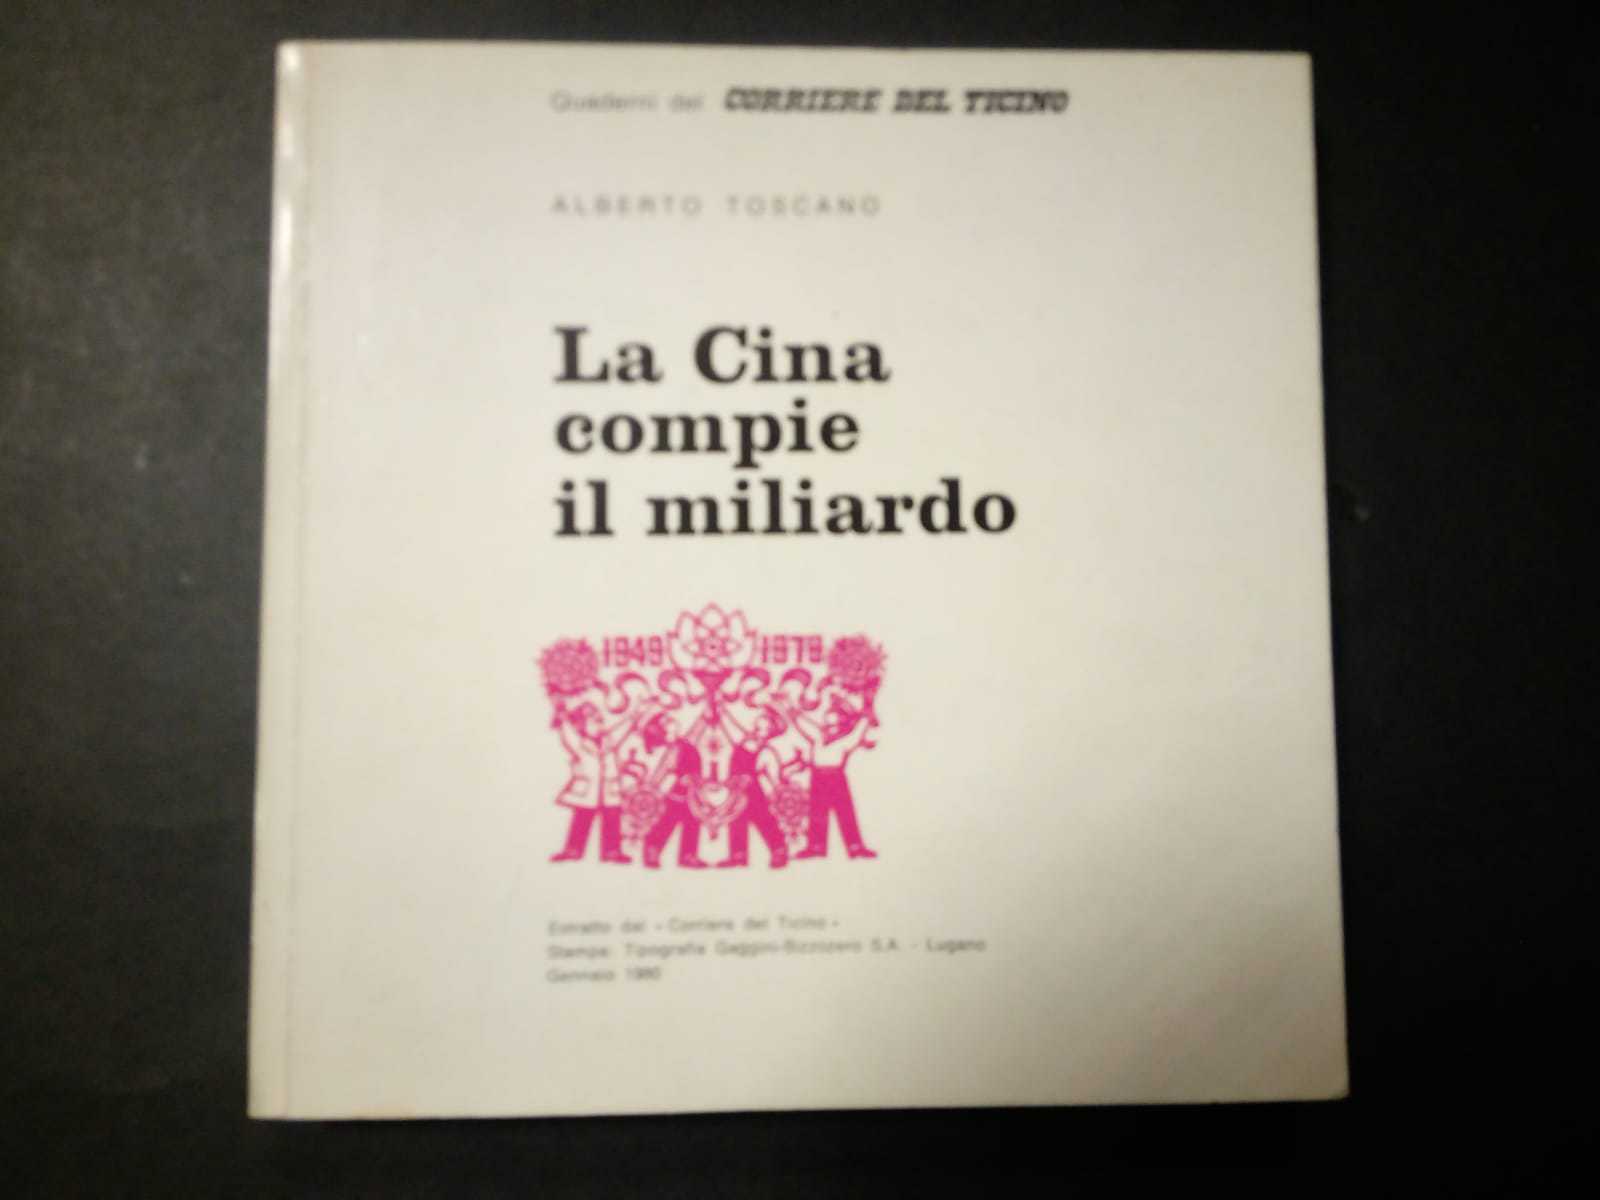 Quaderni del CORRIERE DEL TICINO
ALBERTO TOSCANO
La Cina
compie
il miliardo
1949 1979
Estratto dal « Corriere del Ticino »
Stampa: Tipografia Gaggini-Bizzozero S.A. - Lugano
Gennaio 1980